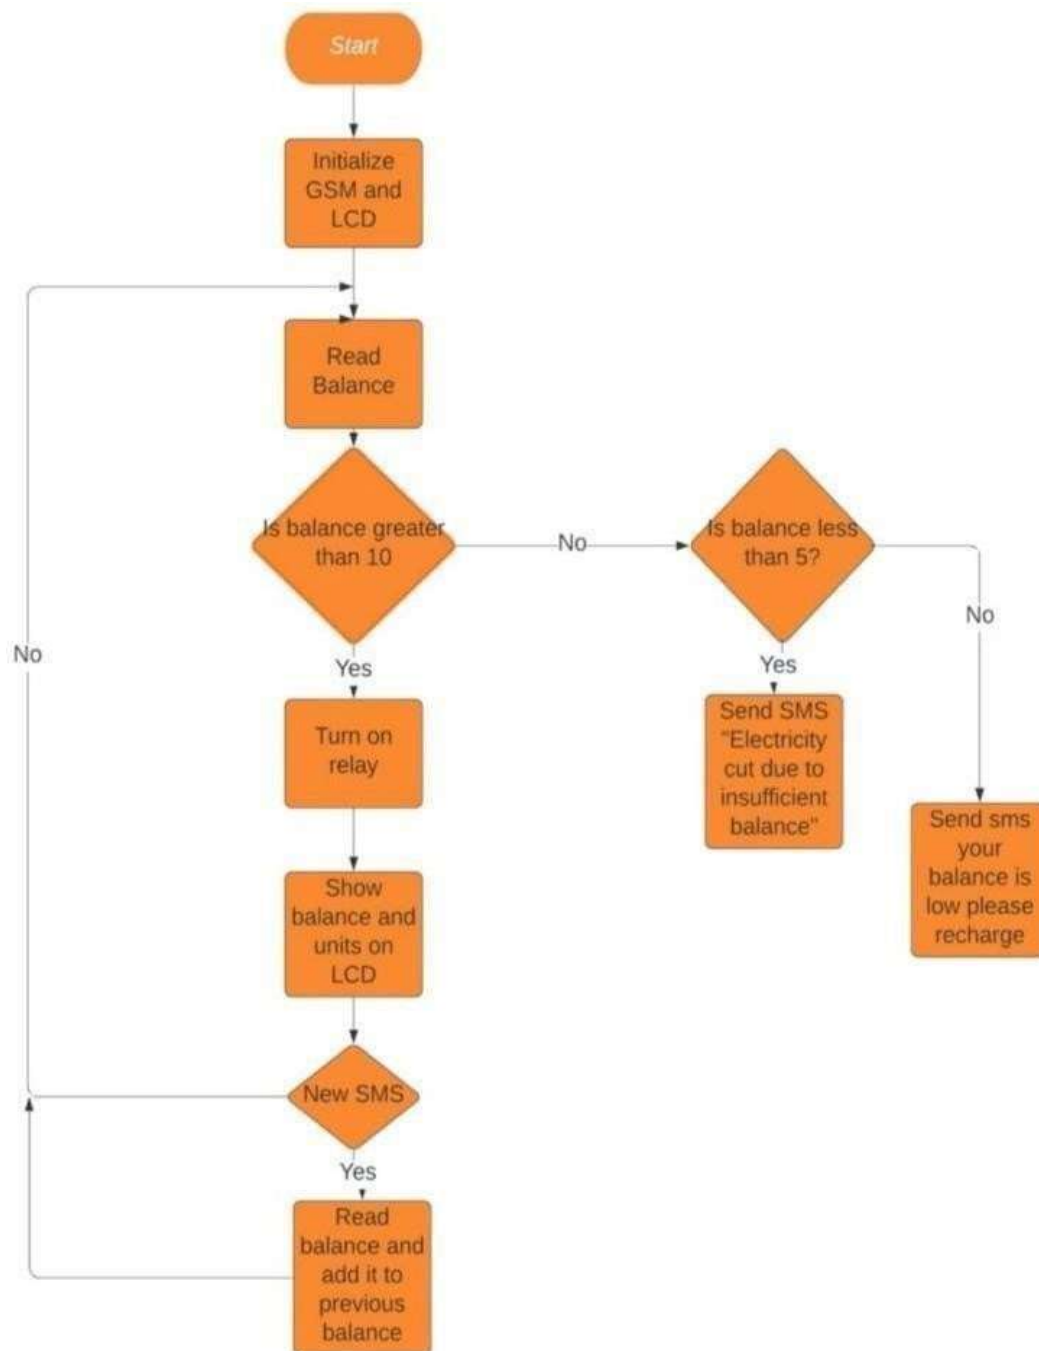 Start
Initialize
GSM and
LCD
Read
Balance
Is balance greater
than 10
No
Is balance less
than 5?
No
No
Yes
Yes
Turn on
relay
Send SMS
"Electricity
cut due to
insufficient
balance"
Send sms
your
balance is
low please
recharge
Show
balance and
units on
LCD
New SMS
Yes
Read
balance and
add it to
previous
balance